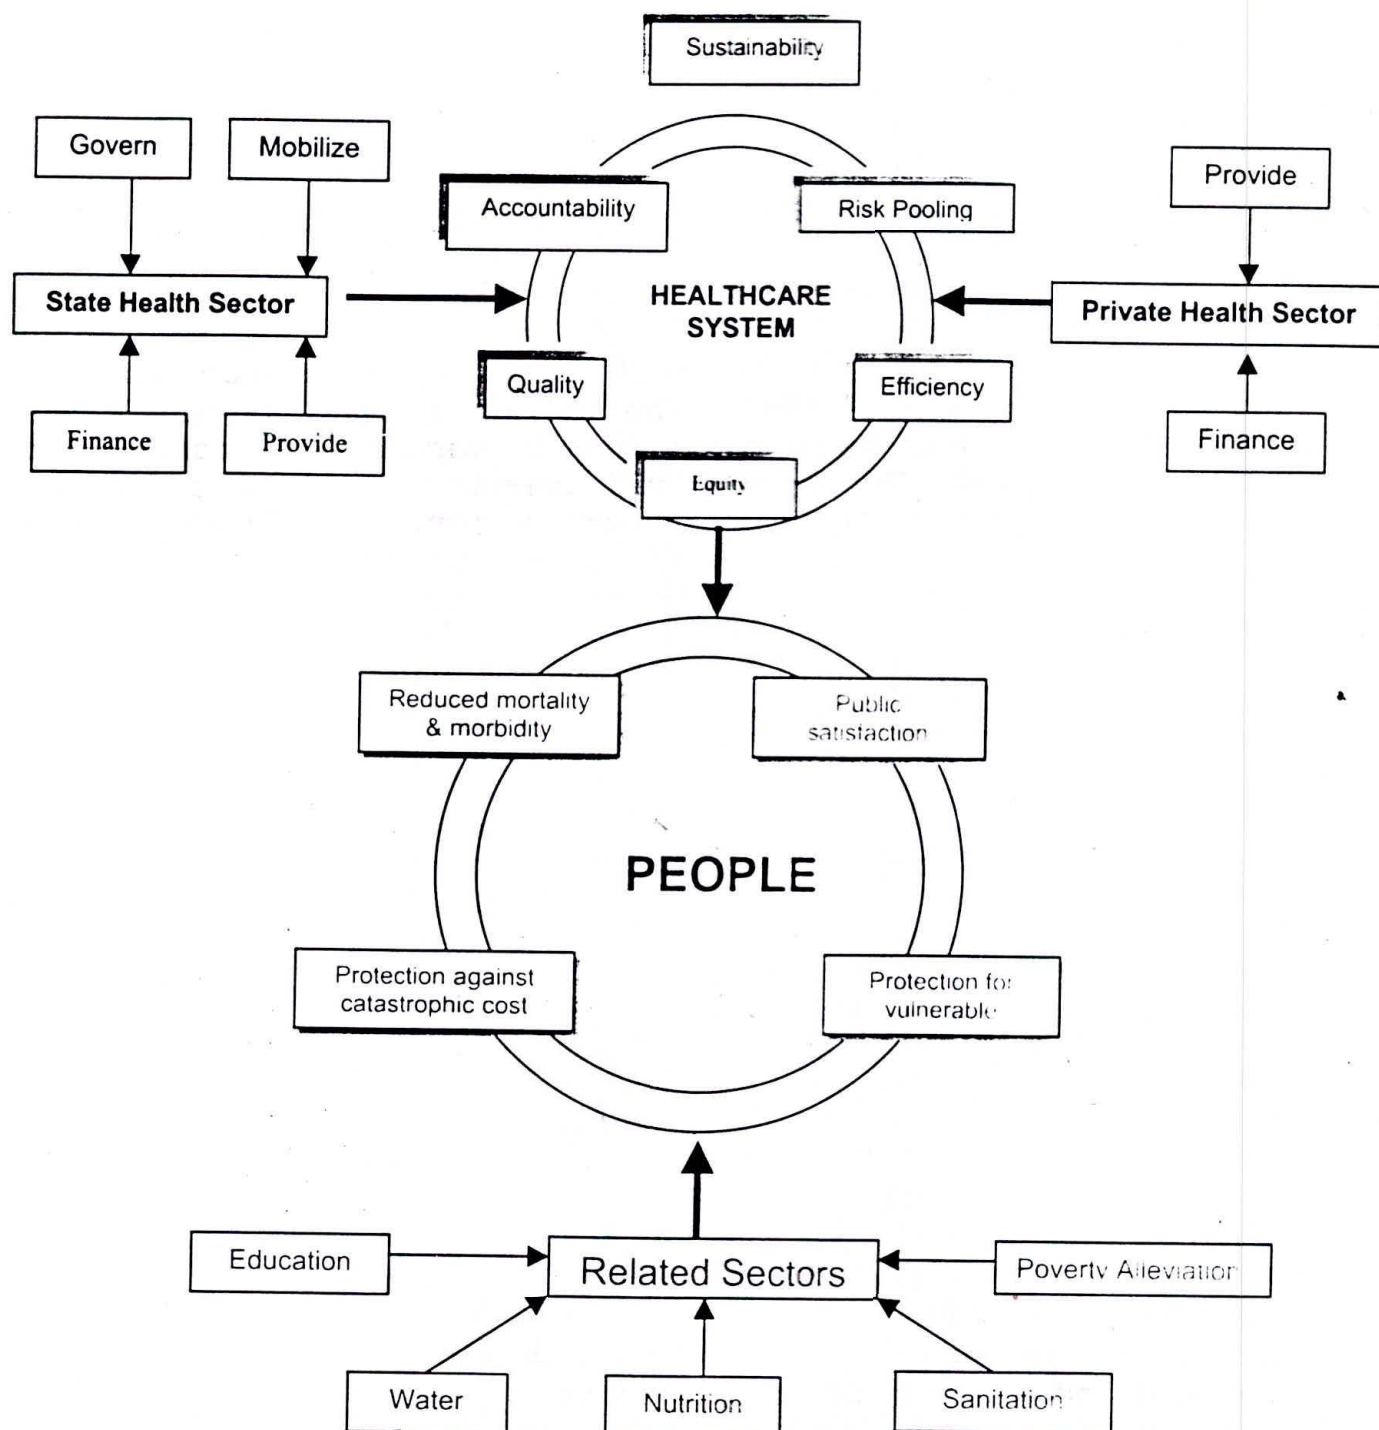 Sustainability
Govern
Mobilize
Accountability
Risk Pooling
Provide
State Health Sector
HEALTHCARE
SYSTEM
Private Health Sector
Quality
Efficiency
Finance
Provide
Finance
Equity
Reduced mortality
& morbidity
Public
satisfaction
PEOPLE
Protection against
catastrophic cost
Protection for
vulnerable
Education
Related Sectors
Poverty Alleviation
Water
Nutrition
Sanitation